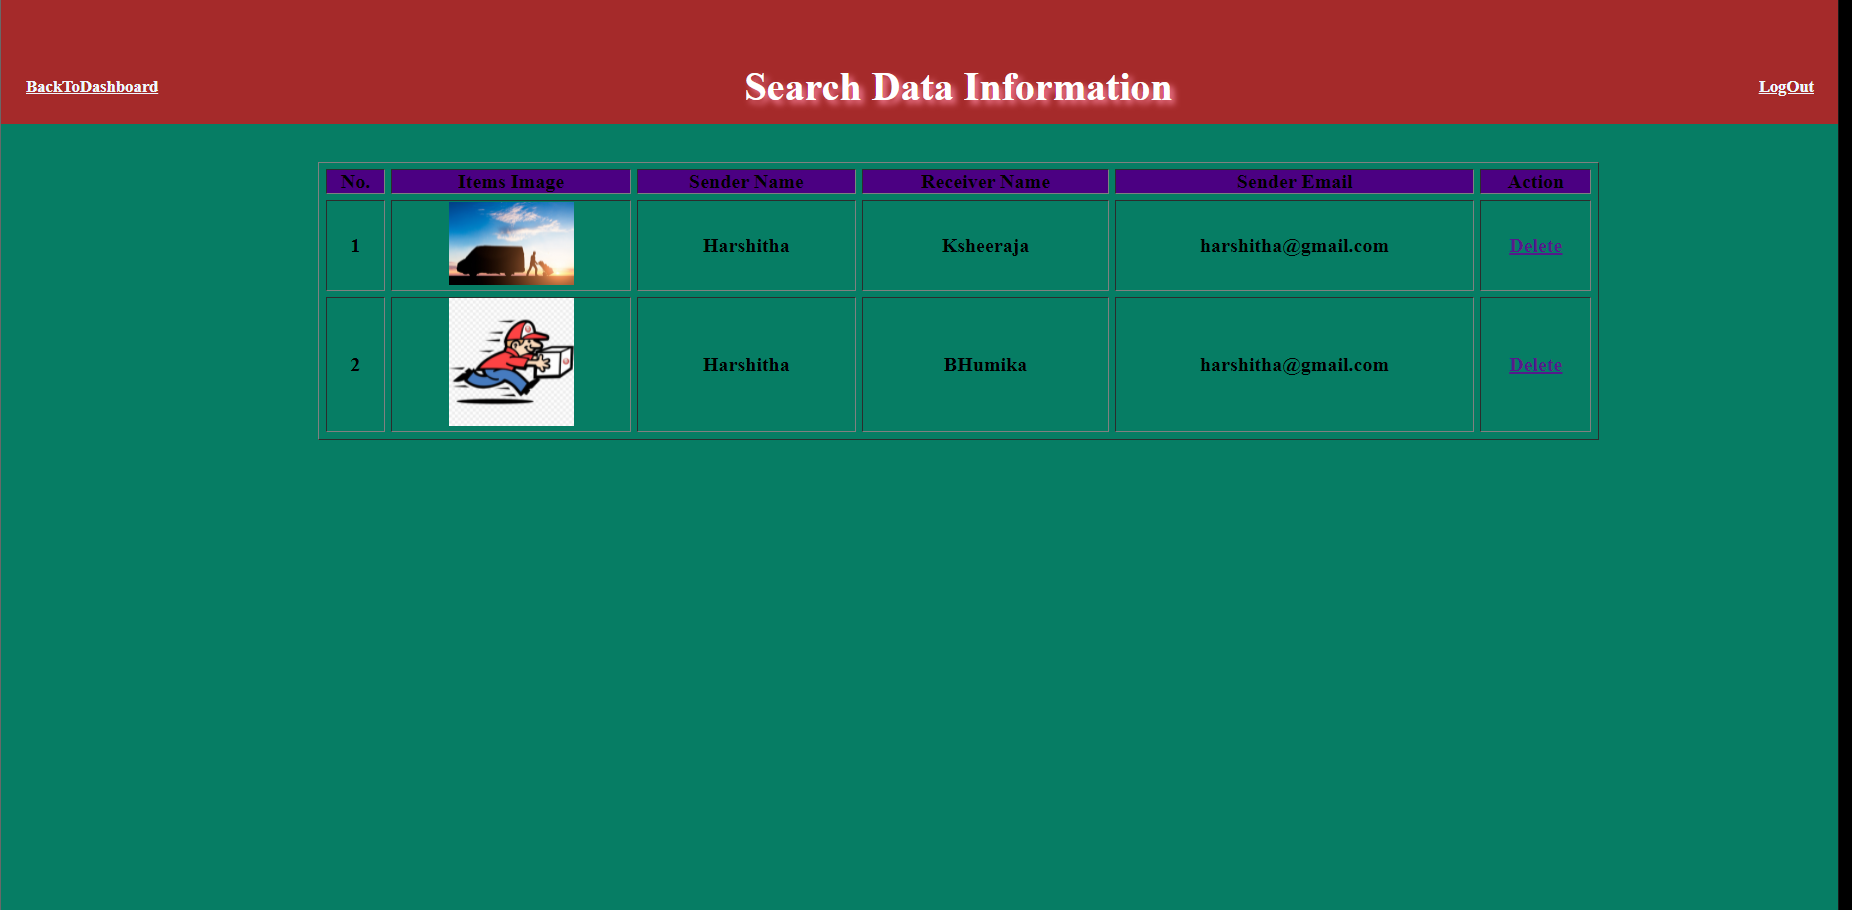 BackToDashboard Search Data Information LogOut
No. Items Image Sender Name Receiver Name Sender Email Action
1 Harshitha Ksheeraja harshitha@gmail.com Delete
2 Harshitha BHumika harshitha@gmail.com Delete